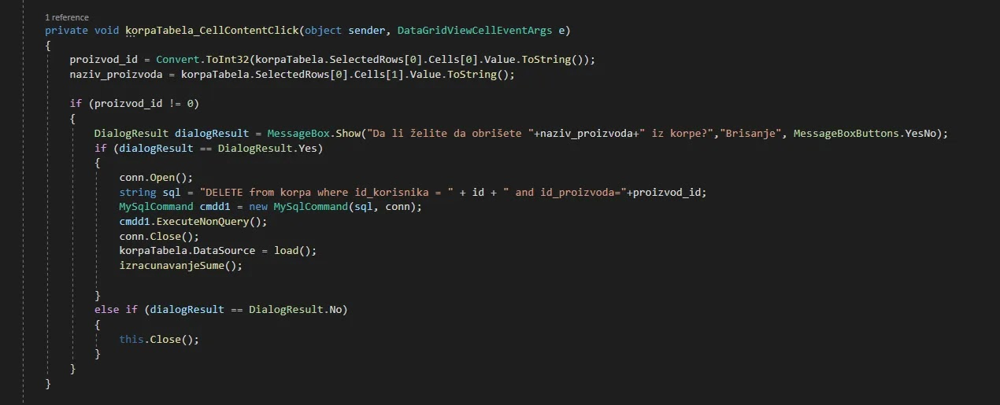 1 reference
private void korpaTabela_CellContentClick(object sender, DataGridViewCellEventArgs e)
{
proizvod_id = Convert.ToInt32(korpaTabela.SelectedRows[0].Cells[0].Value.ToString());
naziv_proizvoda = korpaTabela.SelectedRows[0].Cells[1].Value.ToString();
if (proizvod_id != 0)
{
DialogResult dialogResult = MessageBox.Show("Da li želite da obrišete "+naziv_proizvoda+" iz korpe?","Brisanje", MessageBoxButtons.YesNo);
if (dialogResult == DialogResult.Yes)
{
conn.Open();
string sql = "DELETE from korpa where id_korisnika = " + id + " and id_proizvoda="+proizvod_id;
MySqlCommand cmdd1 = new MySqlCommand(sql, conn);
cmdd1.ExecuteNonQuery();
conn.Close();
korpaTabela.DataSource = load();
izracunavanjeSume();
}
else if (dialogResult == DialogResult.No)
{
this.Close();
}
}
}